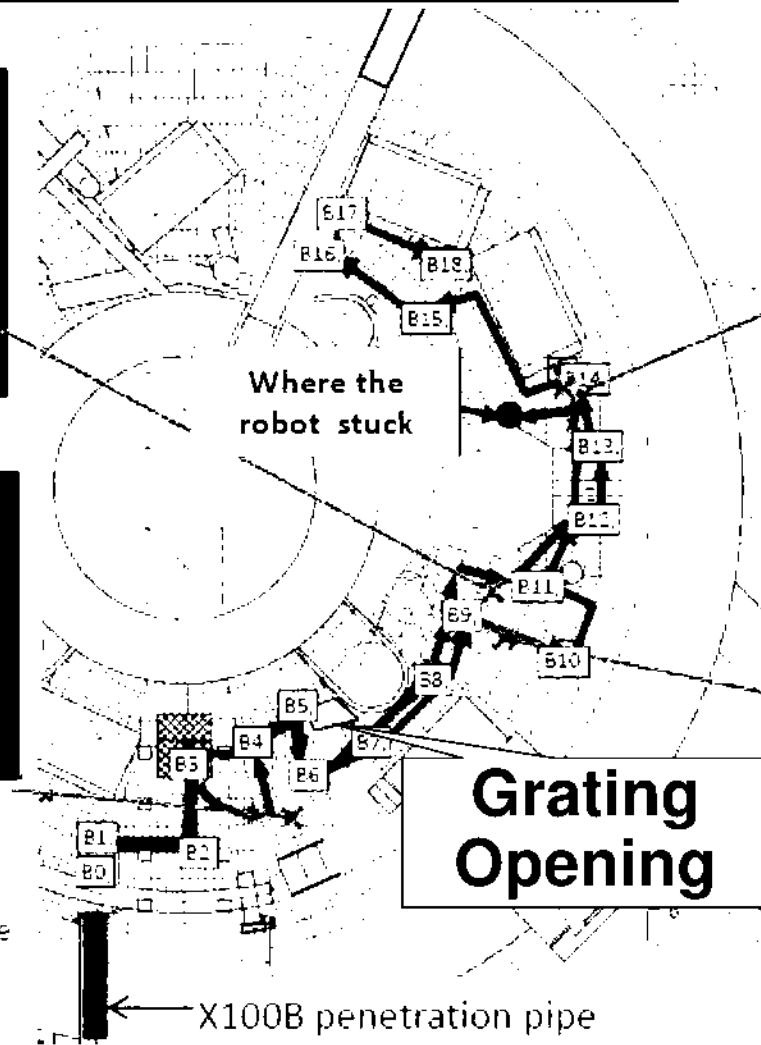 B17
B16
B18
B15
Where the
robot stuck
B14
B13
B12
B11
B9
B10
B8
B5
B4
B7
B3
B6
Grating
Opening
B1
B2
B0
e
X100B penetration pipe